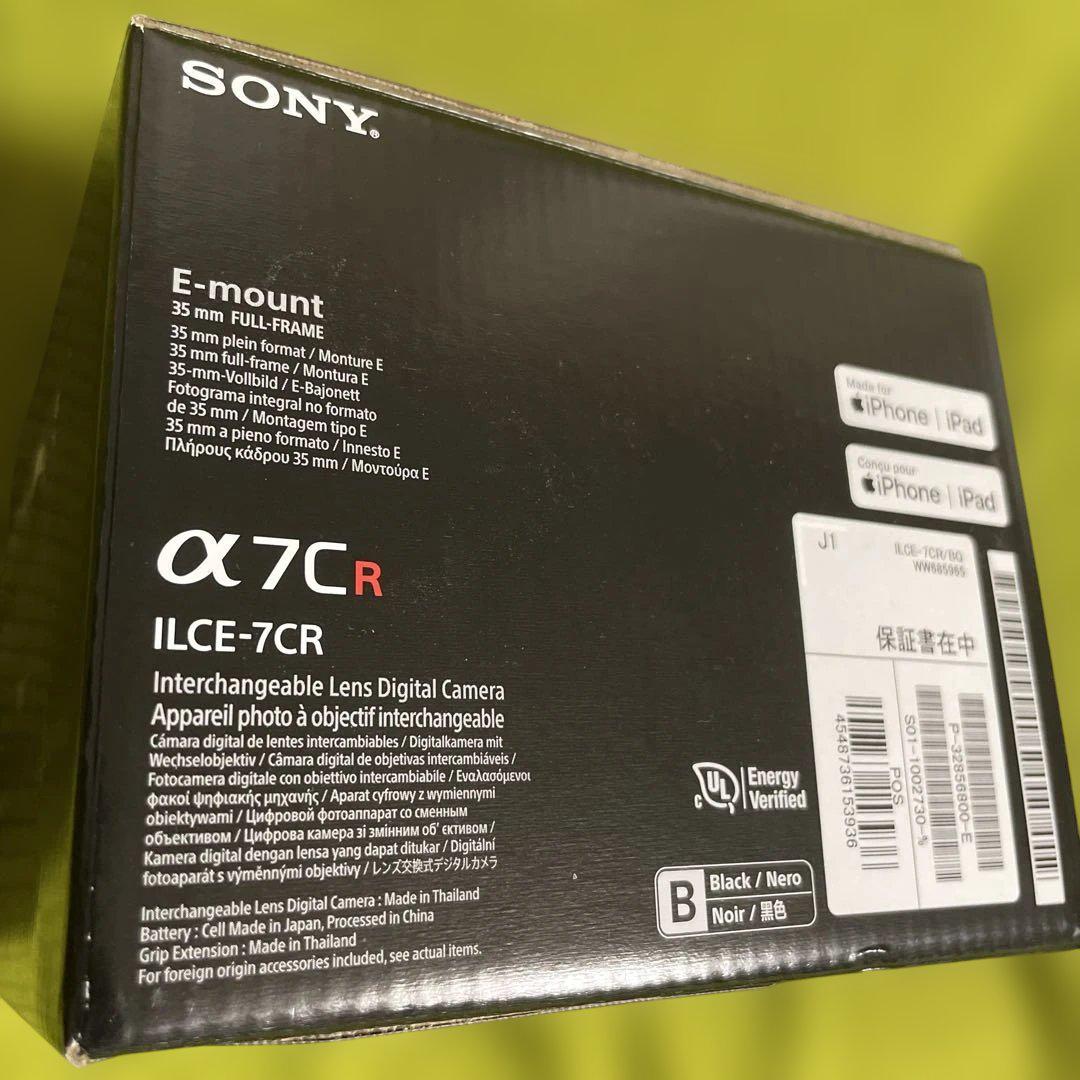 SONY®
E-mount
35 mm FULL-FRAME
35 mm plein format / Monture E
35 mm full-frame / Montura E
35-mm-Vollbild / E-Bajonett
Fotograma integral no formato
de 35 mm / Montagem tipo E
35 mm a pieno formato / Innesto E
Πλήρους κάδρου 35 mm / Μοντούρα E
α7CR
ILCE-7CR
Interchangeable Lens Digital Camera
Appareil photo à objectif interchangeable
Cámara digital de lentes intercambiables / Digitalkamera mit
Wechselobjektiv / Câmara digital de objetivas intercambiáveis /
Fotocamera digitale con obiettivo intercambiabile / Εναλασόμενοι
φακοί ψηφιακής μηχανής / Aparat cyfrowy z wymiennymi
obiektywami / Цифровой фотоаппарат со сменным
объективом / Цифрова камера зі змінним об' єктивом /
Kamera digital dengan lensa yang dapat ditukar / Digitální
fotoaparát s výměnnými objektivy / レンズ交換式デジタルカメラ
Interchangeable Lens Digital Camera : Made in Thailand
Battery : Cell Made in Japan, Processed in China
Grip Extension : Made in Thailand
For foreign origin accessories included, see actual items.
Made for
iPhone | iPad
Conçu pour
iPhone | iPad
J1
ILCE-7CR/BQ
WW685965
保証書在中
4548736153936
POS
S01-1002730-%
P-32856800-E
c UL Energy
Verified
B
Black / Nero
Noir / 黑色